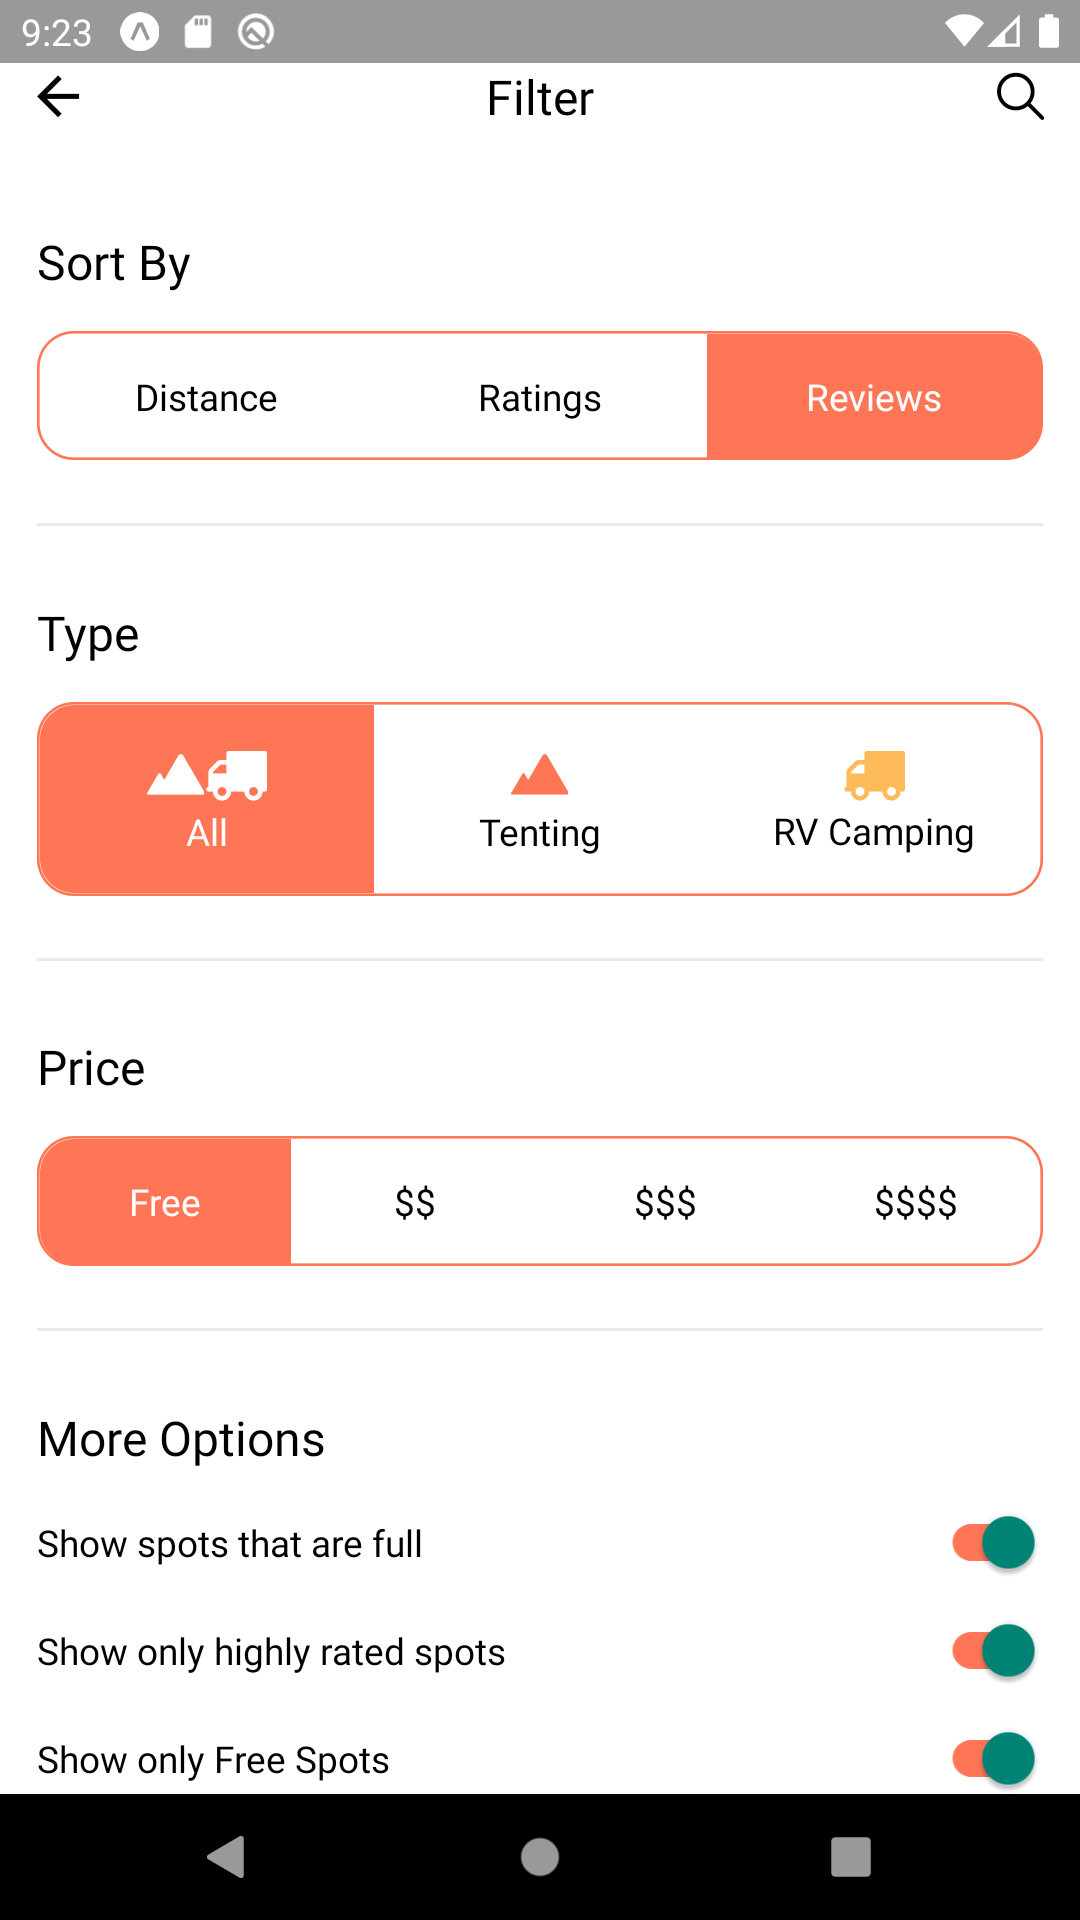 9:23
Filter
Sort By
Distance Ratings Reviews
Type
All Tenting RV Camping
Price
Free $$ $$$ $$$$
More Options
Show spots that are full
Show only highly rated spots
Show only Free Spots